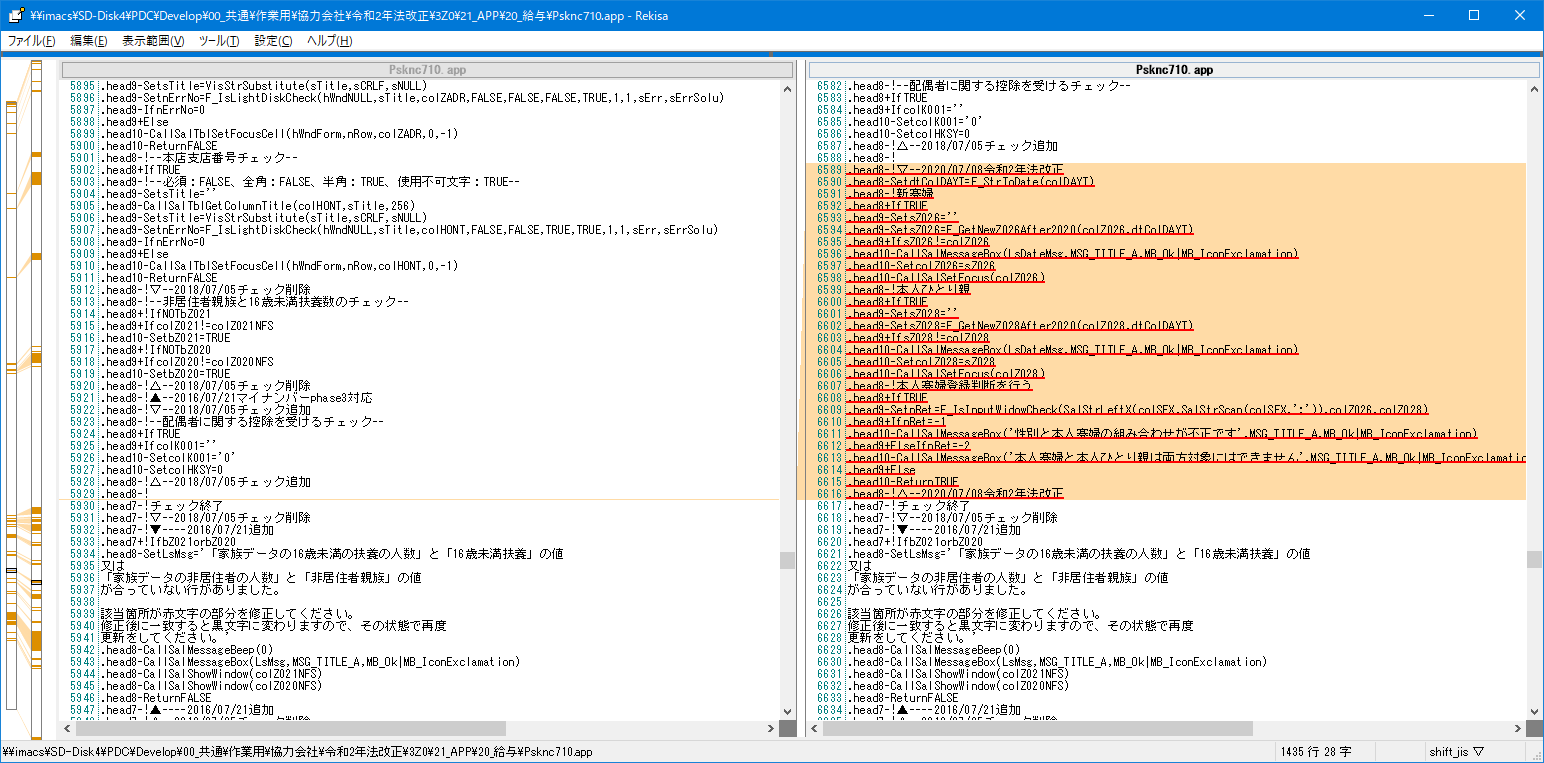 ¥¥imacs¥SD-Disk4¥PDC¥Develop¥00_共通¥作業用¥協力会社¥令和2年法改正¥3Z0¥21_APP¥20_給与¥Psknc710.app - Rekisa
ファイル(F) 編集(E) 表示範囲(V) ツール(T) 設定(C) ヘルプ(H)
Psknc710. app
5895 .head9-SetsTitle=VisStrSubstitute(sTitle,sCRLF,sNULL)
5896 .head9-SetnErrNo=F_IsLightDiskCheck(hWndNULL,sTitle,colZADR,FALSE,FALSE,FALSE,TRUE,1,1,sErr,sErrSolu)
5897 .head9-IfnErrNo=0
5898 .head9+Else
5899 .head10-CallSalTblSetFocusCell(hWndForm,nRow,colZADR,0,-1)
5900 .head10-ReturnFALSE
5901 .head8-!--本店支店番号チェック--
5902 .head8+IfTRUE
5903 .head9-!--必須：FALSE、全角：FALSE、半角：TRUE、使用不可文字：TRUE--
5904 .head9-SetsTitle=''
5905 .head9-CallSalTblGetColumnTitle(colHONT,sTitle,256)
5906 .head9-SetsTitle=VisStrSubstitute(sTitle,sCRLF,sNULL)
5907 .head9-SetnErrNo=F_IsLightDiskCheck(hWndNULL,sTitle,colHONT,FALSE,FALSE,TRUE,TRUE,1,1,sErr,sErrSolu)
5908 .head9-IfnErrNo=0
5909 .head9+Else
5910 .head10-CallSalTblSetFocusCell(hWndForm,nRow,colHONT,0,-1)
5911 .head10-ReturnFALSE
5912 .head8-!▽--2018/07/05チェック削除
5913 .head8-!--非居住者親族と16歳未満扶養数のチェック--
5914 .head8+!IfNOTbZ021
5915 .head9+IfcolZ021!=colZ021NFS
5916 .head10-SetbZ021=TRUE
5917 .head8+!IfNOTbZ020
5918 .head9+IfcolZ020!=colZ020NFS
5919 .head10-SetbZ020=TRUE
5920 .head8-!△--2018/07/05チェック削除
5921 .head8-!▲--2016/07/21マイナンバーphase3対応
5922 .head8-!▽--2018/07/05チェック追加
5923 .head8-!--配偶者に関する控除を受けるチェック--
5924 .head8+IfTRUE
5925 .head9+IfcolK001=''
5926 .head10-SetcolK001='0'
5927 .head10-SetcolHKSY=0
5928 .head8-!△--2018/07/05チェック追加
5929 .head8-!
5930 .head7-!チェック終了
5931 .head7-!▽--2018/07/05チェック削除
5932 .head7-!▼----2016/07/21追加
5933 .head7+!IfbZ021orbZ020
5934 .head8-SetLsMsg='「家族データの16歳未満の扶養の人数」と「16歳未満扶養」の値
5935 又は
5936 「家族データの非居住者の人数」と「非居住者親族」の値
5937 が合っていない行がありました。
5938
5939 該当箇所が赤文字の部分を修正してください。
5940 修正後に一致すると黒文字に変わりますので、その状態で再度
5941 更新をしてください。'
5942 .head8-CallSalMessageBeep(0)
5943 .head8-CallSalMessageBox(LsMsg,MSG_TITLE_A,MB_Ok|MB_IconExclamation)
5944 .head8-CallSalShowWindow(colZ021NFS)
5945 .head8-CallSalShowWindow(colZ020NFS)
5946 .head8-ReturnFALSE
5947 .head7-!▲----2016/07/21追加
Psknc710. app
6582 .head8-!--配偶者に関する控除を受けるチェック--
6583 .head8+IfTRUE
6584 .head9+IfcolK001=''
6585 .head10-SetcolK001='0'
6586 .head10-SetcolHKSY=0
6587 .head8-!△--2018/07/05チェック追加
6588 .head8-!
6589 .head8-!▽--2020/07/08令和2年法改正
6590 .head8-SetdtColDAYT=F_StrToDate(colDAYT)
6591 .head8-!新寡婦
6592 .head8+IfTRUE
6593 .head9-SetsZ026=''
6594 .head9-SetsZ026=F_GetNewZ026After2020(colZ026,dtColDAYT)
6595 .head9+IfsZ026!=colZ026
6596 .head10-CallSalMessageBox(LsDateMsg,MSG_TITLE_A,MB_Ok|MB_IconExclamation)
6597 .head10-SetcolZ026=sZ026
6598 .head10-CallSalSetFocus(colZ026)
6599 .head8-!本人ひとり親
6600 .head8+IfTRUE
6601 .head9-SetsZ028=''
6602 .head9-SetsZ028=F_GetNewZ028After2020(colZ028,dtColDAYT)
6603 .head9+IfsZ028!=colZ028
6604 .head10-CallSalMessageBox(LsDateMsg,MSG_TITLE_A,MB_Ok|MB_IconExclamation)
6605 .head10-SetcolZ028=sZ028
6606 .head10-CallSalSetFocus(colZ028)
6607 .head8-!本人寡婦登録判断を行う
6608 .head8+IfTRUE
6609 .head9-SetnRet=F_IsInputWidowCheck(SalStrLeftX(colSEX,SalStrScan(colSEX,':')),colZ026,colZ028)
6610 .head9+IfnRet=-1
6611 .head10-CallSalMessageBox('性別と本人寡婦の組み合わせが不正です',MSG_TITLE_A,MB_Ok|MB_IconExclamation)
6612 .head9+ElseIfnRet=-2
6613 .head10-CallSalMessageBox('本人寡婦と本人ひとり親は両方対象にはできません',MSG_TITLE_A,MB_Ok|MB_IconExclamatio
6614 .head9+Else
6615 .head10-ReturnTRUE
6616 .head8-!△--2020/07/08令和2年法改正
6617 .head7-!チェック終了
6618 .head7-!▽--2018/07/05チェック削除
6619 .head7-!▼----2016/07/21追加
6620 .head7+!IfbZ021orbZ020
6621 .head8-SetLsMsg='「家族データの16歳未満の扶養の人数」と「16歳未満扶養」の値
6622 又は
6623 「家族データの非居住者の人数」と「非居住者親族」の値
6624 が合っていない行がありました。
6625
6626 該当箇所が赤文字の部分を修正してください。
6627 修正後に一致すると黒文字に変わりますので、その状態で再度
6628 更新をしてください。'
6629 .head8-CallSalMessageBeep(0)
6630 .head8-CallSalMessageBox(LsMsg,MSG_TITLE_A,MB_Ok|MB_IconExclamation)
6631 .head8-CallSalShowWindow(colZ021NFS)
6632 .head8-CallSalShowWindow(colZ020NFS)
6633 .head8-ReturnFALSE
6634 .head7-!▲----2016/07/21追加
¥¥imacs¥SD-Disk4¥PDC¥Develop¥00_共通¥作業用¥協力会社¥令和2年法改正¥3Z0¥21_APP¥20_給与¥Psknc710.app
1435 行 28 字
shift_jis ▽